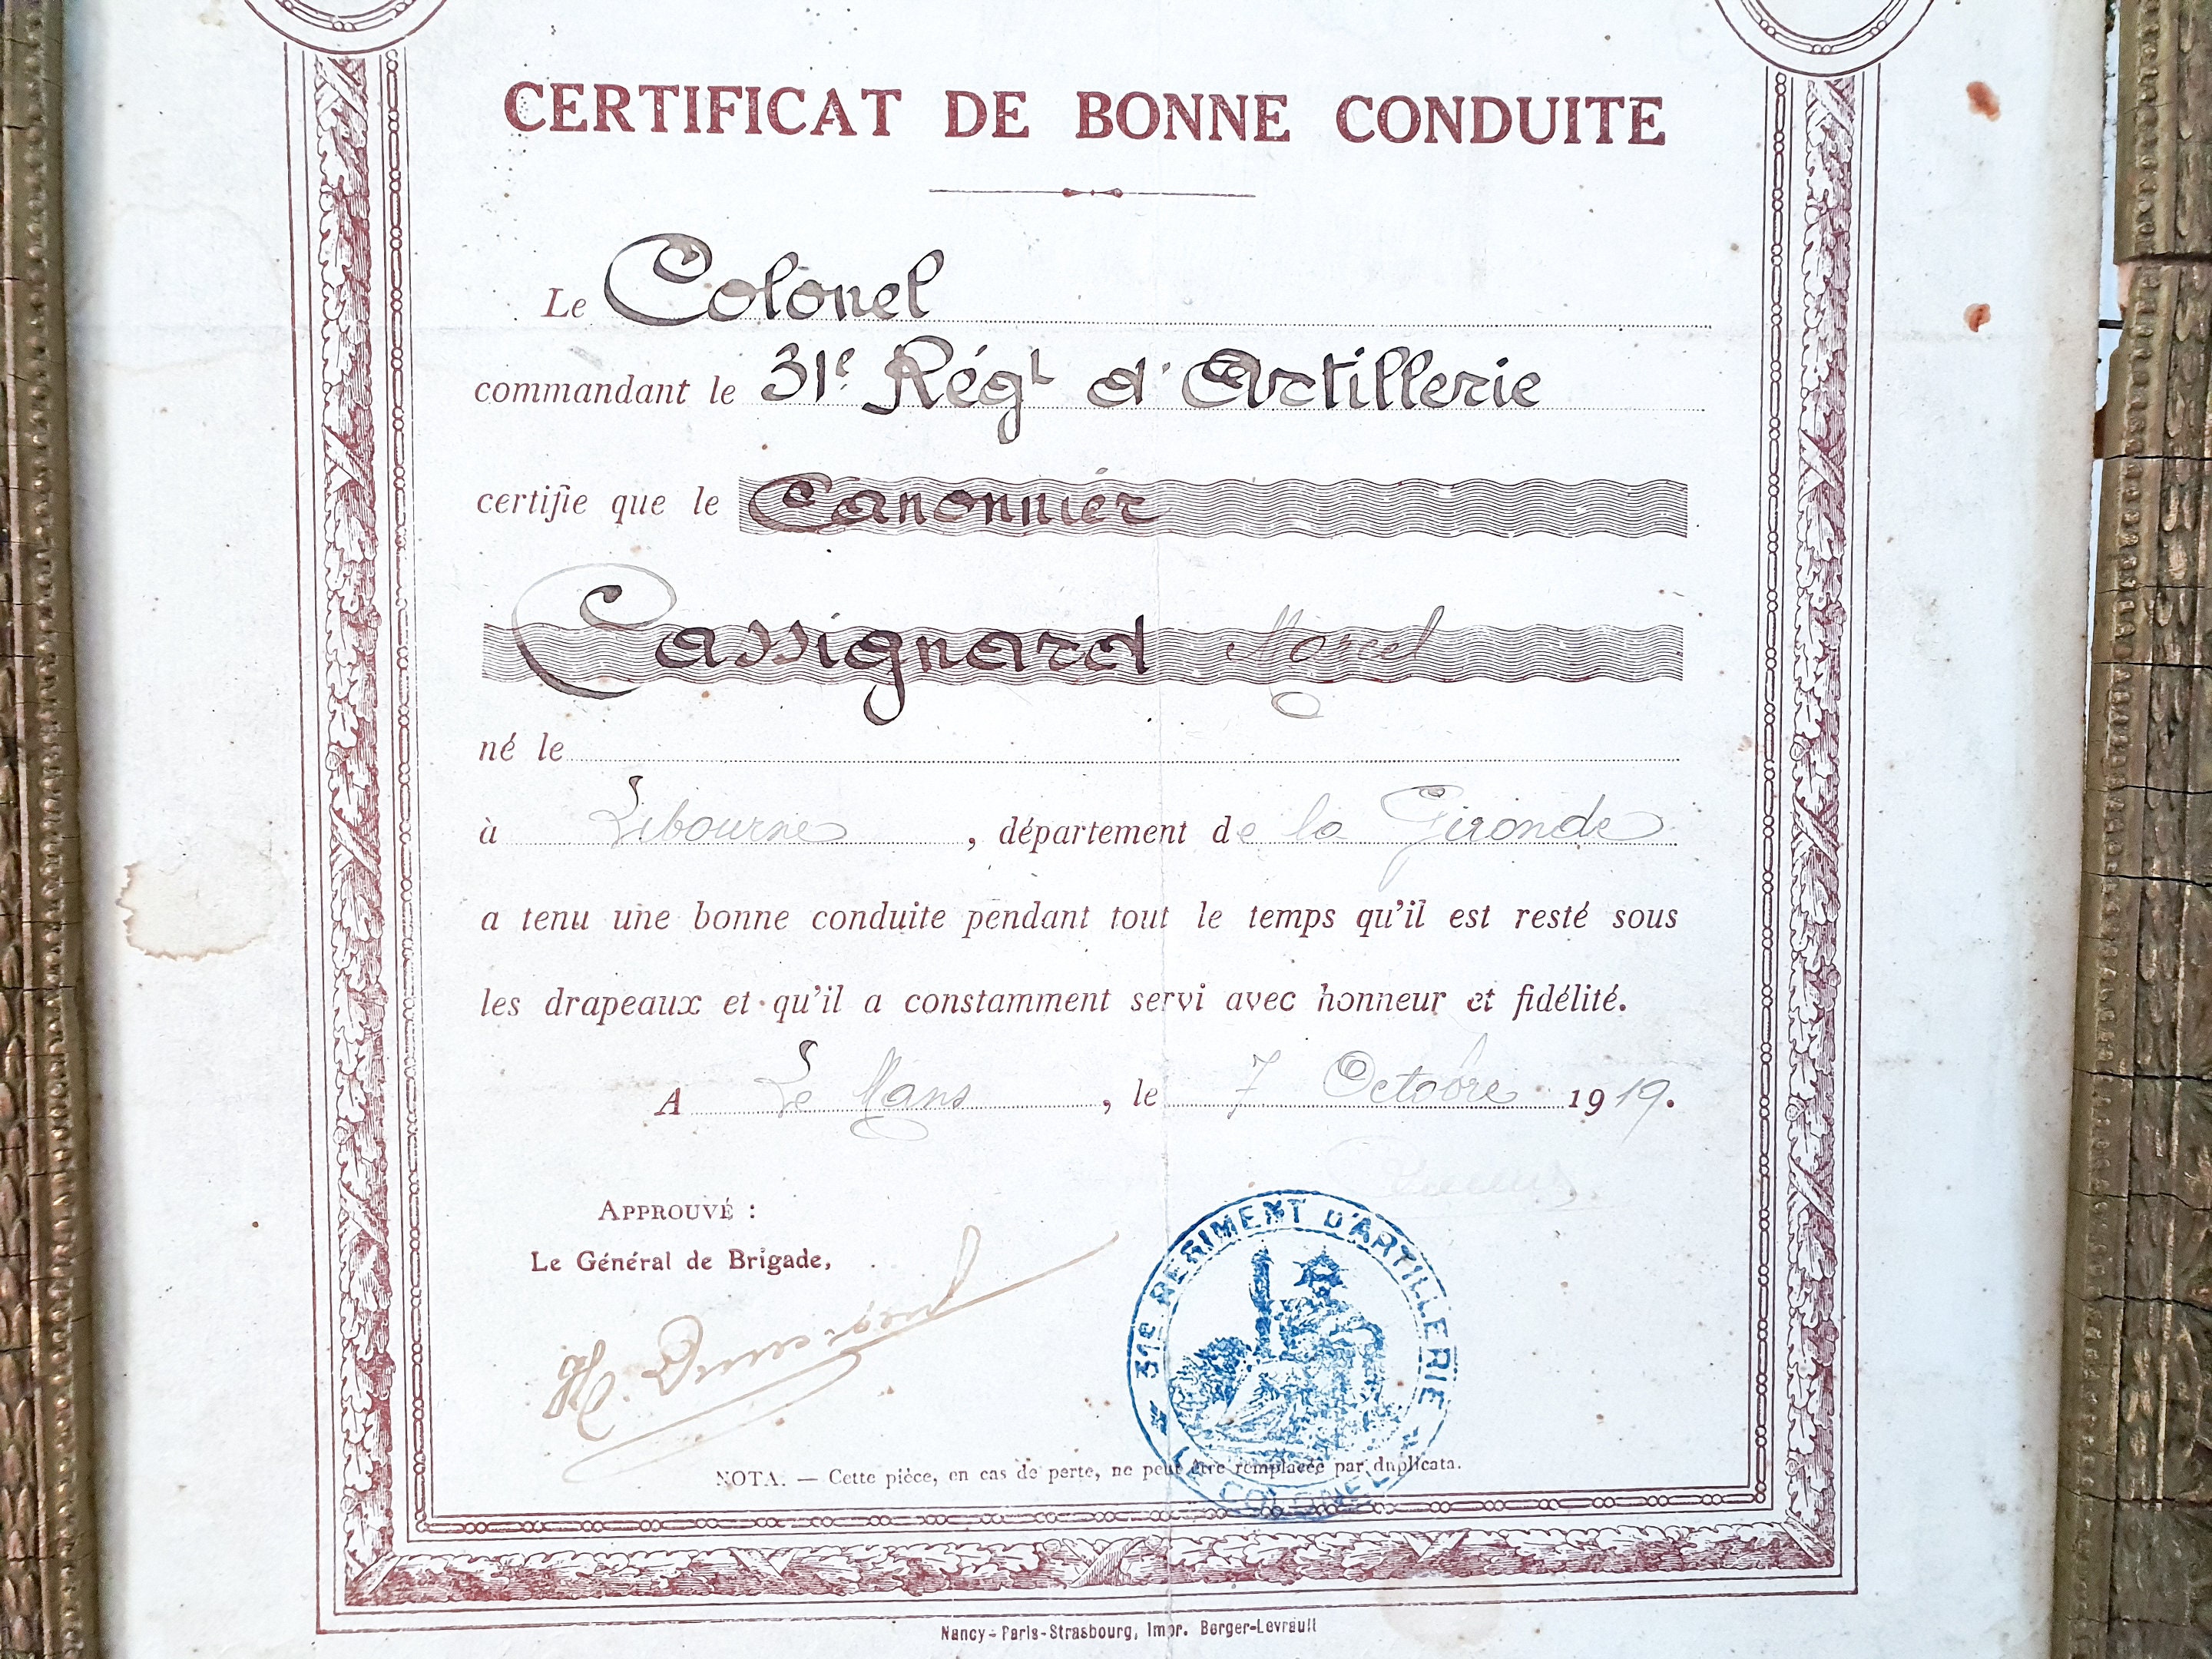 CERTIFICAT DE BONNE CONDUITE
Le Colonel
commandant le 31e Régt d'Artillerie
certifie que le Canonnier
Cassignard Marcel
né le
à Libourne, département de la Gironde
a tenu une bonne conduite pendant tout le temps qu'il est resté sous
les drapeaux et qu'il a constamment servi avec honneur et fidélité.
A Le Mans, le 7 Octobre 1919.
APPROUVÉ :
Le Général de Brigade,
31e REGIMENT D'ARTILLERIE
COLONEL
NOTA. — Cette pièce, en cas de perte, ne peut être remplacée par duplicata.
Nancy-Paris-Strasbourg, Impr. Berger-Levrault